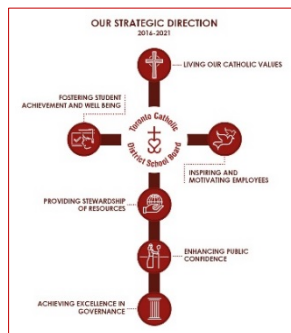 OUR STRATEGIC DIRECTION
2016-2021
LIVING OUR CATHOLIC VALUES
FOSTERING STUDENT
ACHIEVEMENT AND WELL BEING
Toronto Catholic
District School Board
INSPIRING AND
MOTIVATING EMPLOYEES
PROVIDING STEWARDSHIP
OF RESOURCES
ENHANCING PUBLIC
CONFIDENCE
ACHIEVING EXCELLENCE IN
GOVERNANCE